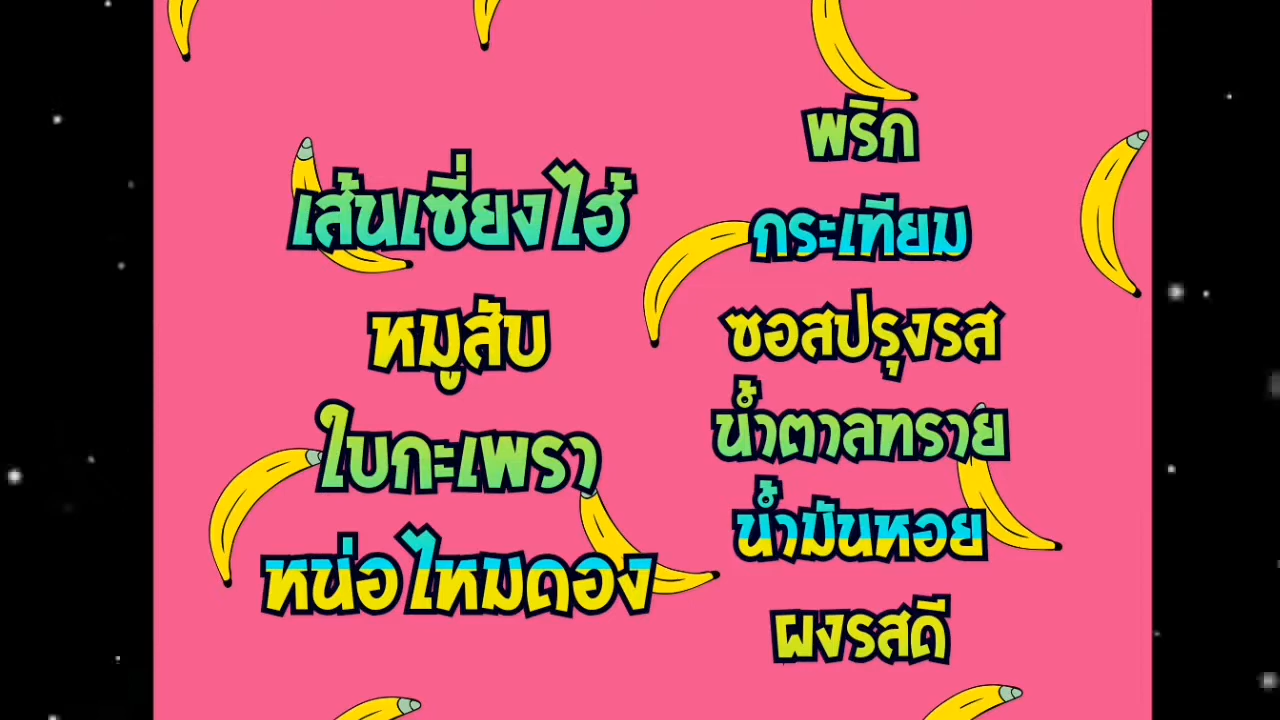 เส้นเซี่ยงไฮ้
หมูสับ
ใบกะเพรา
หน่อไหมดอง
พริก
กระเทียม
ซอสปรุงรส
น้ำตาลทราย
น้ำมันหอย
ผงรสดี